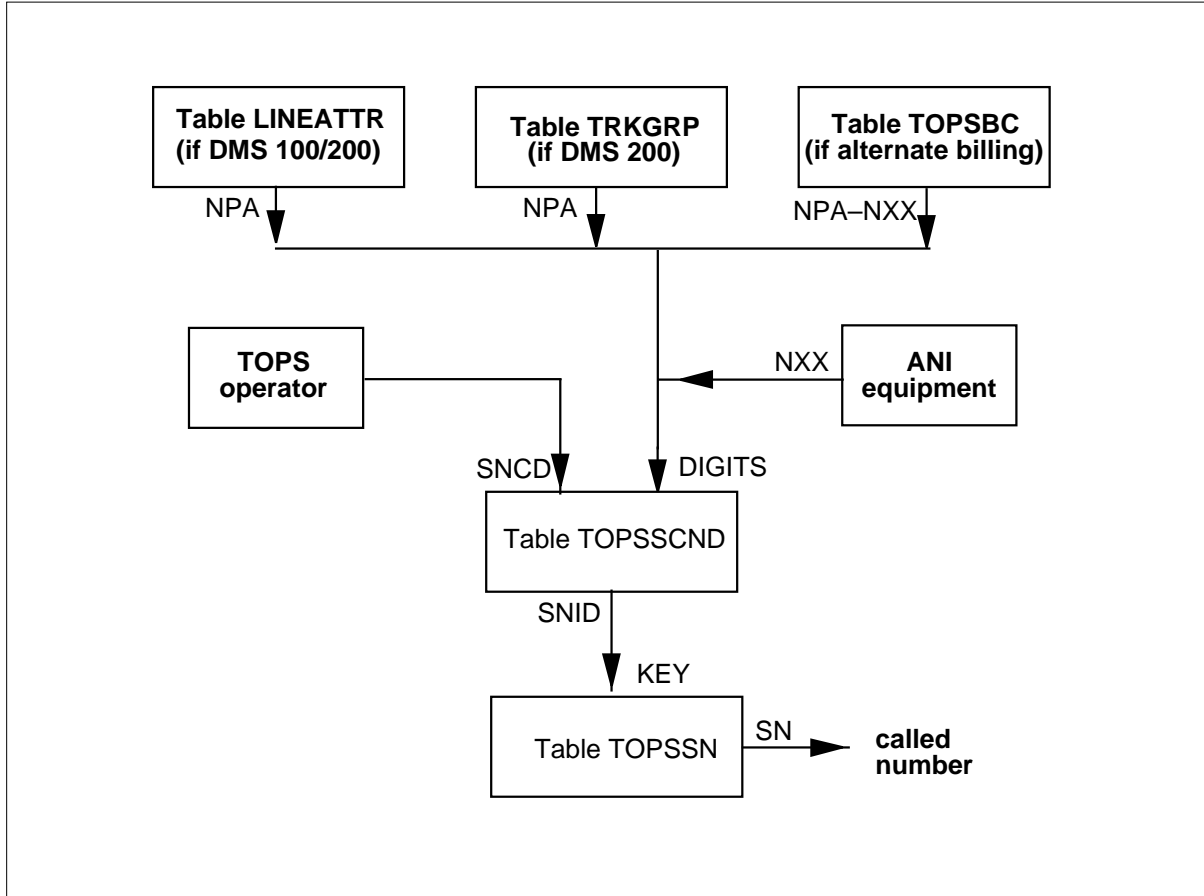 Table LINEATTR
(if DMS 100/200)
Table TRKGRP
(if DMS 200)
Table TOPSBC
(if alternate billing)
NPA
NPA
NPA–NXX
TOPS
operator
NXX
ANI
equipment
SNCD
DIGITS
Table TOPSSCND
SNID
KEY
Table TOPSSN
SN
called
number